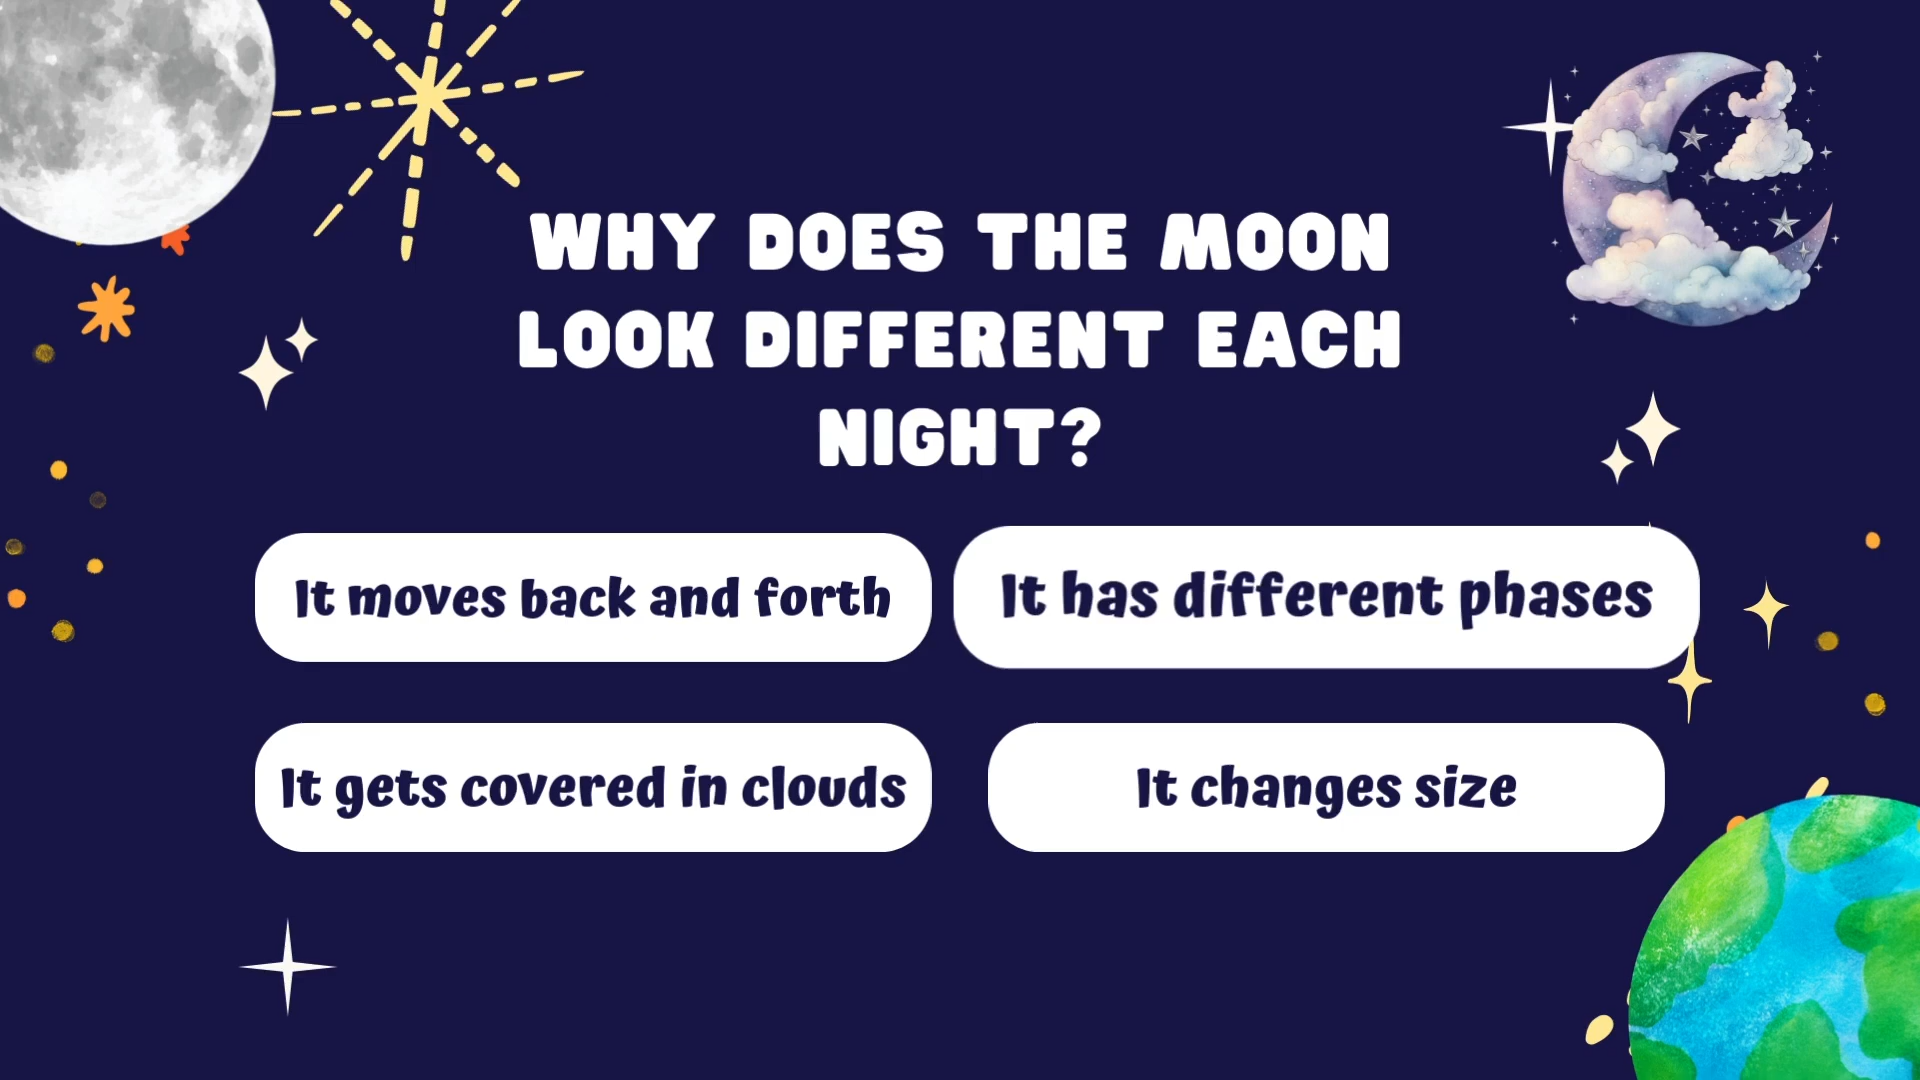 WHY DOES THE MOON
LOOK DIFFERENT EACH
NIGHT?
It moves back and forth
It has different phases
It gets covered in clouds
It changes size